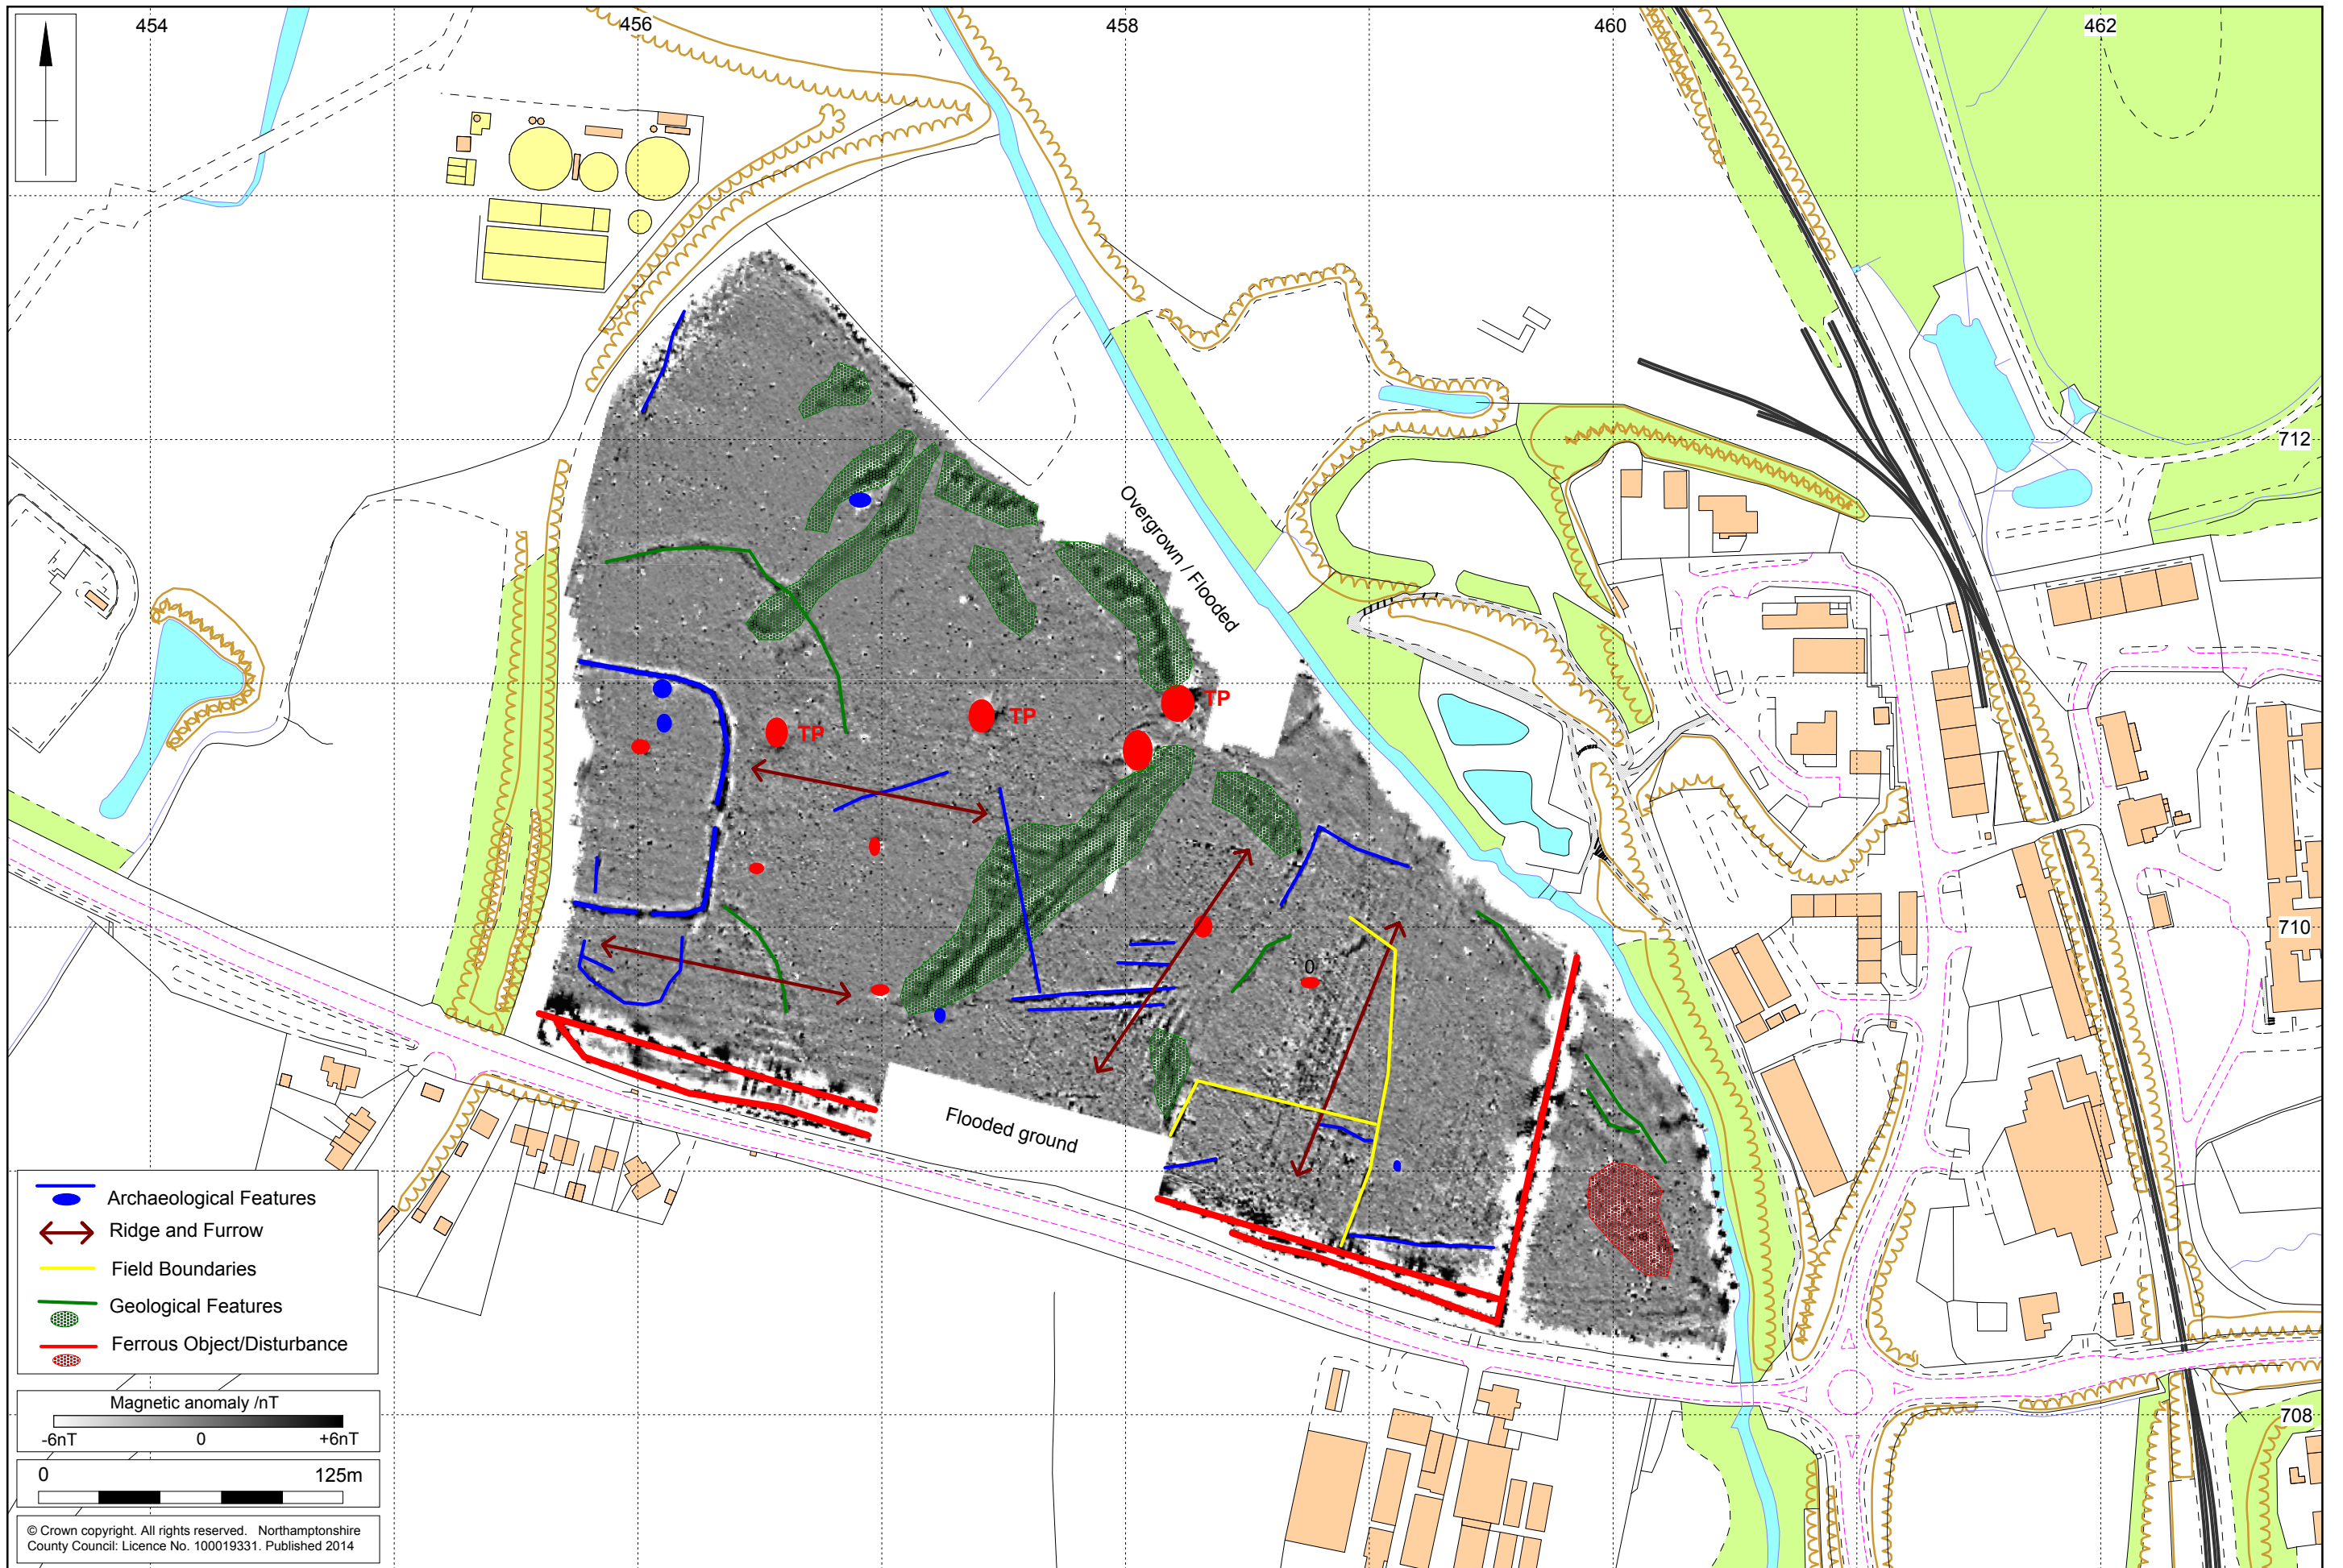 454
456
458
460
462
712
Overgrown / Flooded
TP
TP
TP
710
0
Flooded ground
Archaeological Features
Ridge and Furrow
Field Boundaries
Geological Features
Ferrous Object/Disturbance
Magnetic anomaly /nT
-6nT 0 +6nT
708
0 125m
© Crown copyright. All rights reserved. Northamptonshire
County Council: Licence No. 100019331. Published 2014